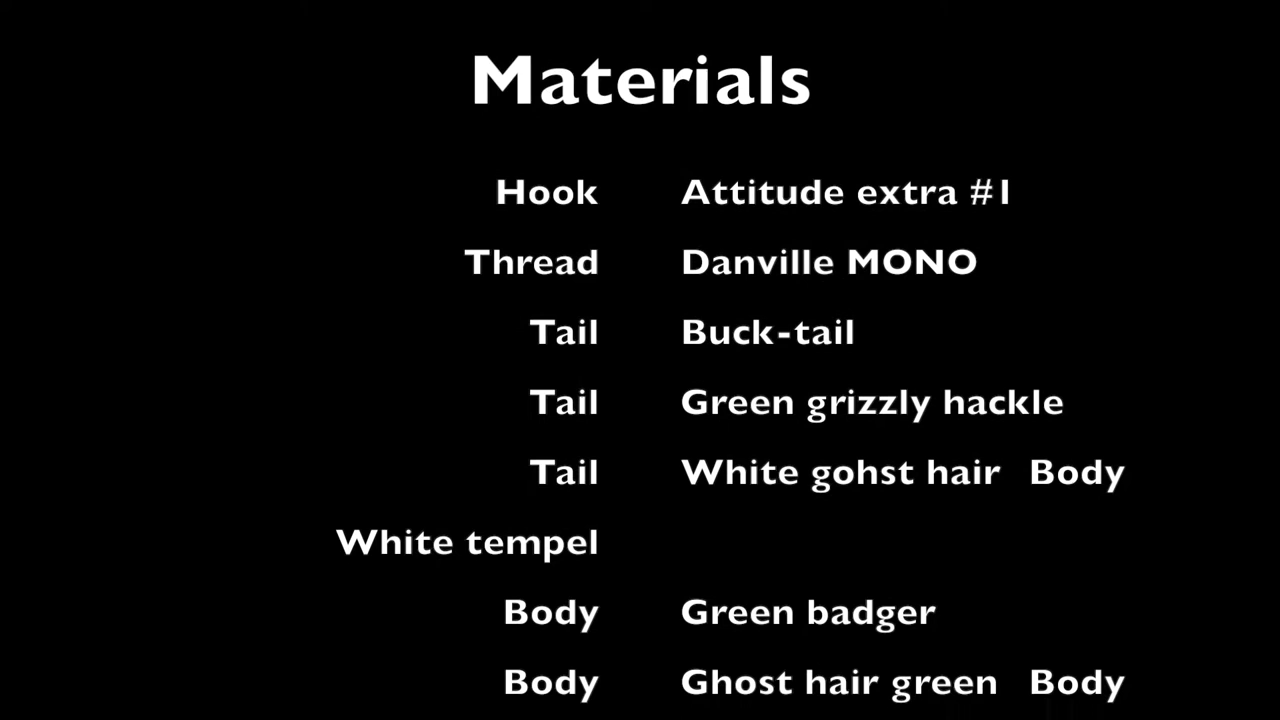 Materials
Hook Attitude extra #1
Thread Danville MONO
Tail Buck-tail
Tail Green grizzly hackle
Tail White gohst hair Body
White tempel
Body Green badger
Body Ghost hair green Body